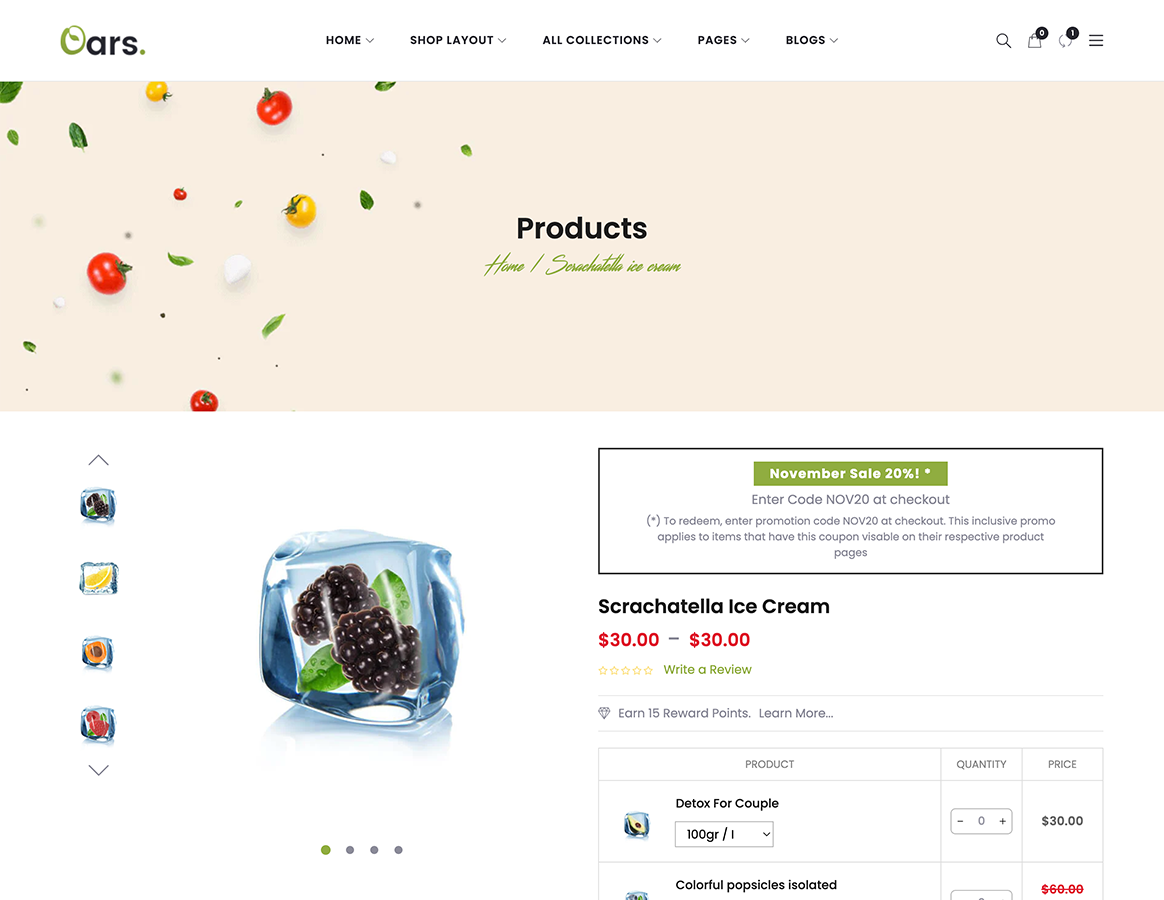 Oars.
HOME
SHOP LAYOUT
ALL COLLECTIONS
PAGES
BLOGS
0
1
Products
Home / Scrachatella ice cream
November Sale 20%! *
Enter Code NOV20 at checkout
(*) To redeem, enter promotion code NOV20 at checkout. This inclusive promo
applies to items that have this coupon visable on their respective product
pages
Scrachatella Ice Cream
$30.00 – $30.00
Write a Review
Earn 15 Reward Points. Learn More...
PRODUCT QUANTITY PRICE
Detox For Couple
100gr / l
− 0 +
$30.00
Colorful popsicles isolated
$60.00